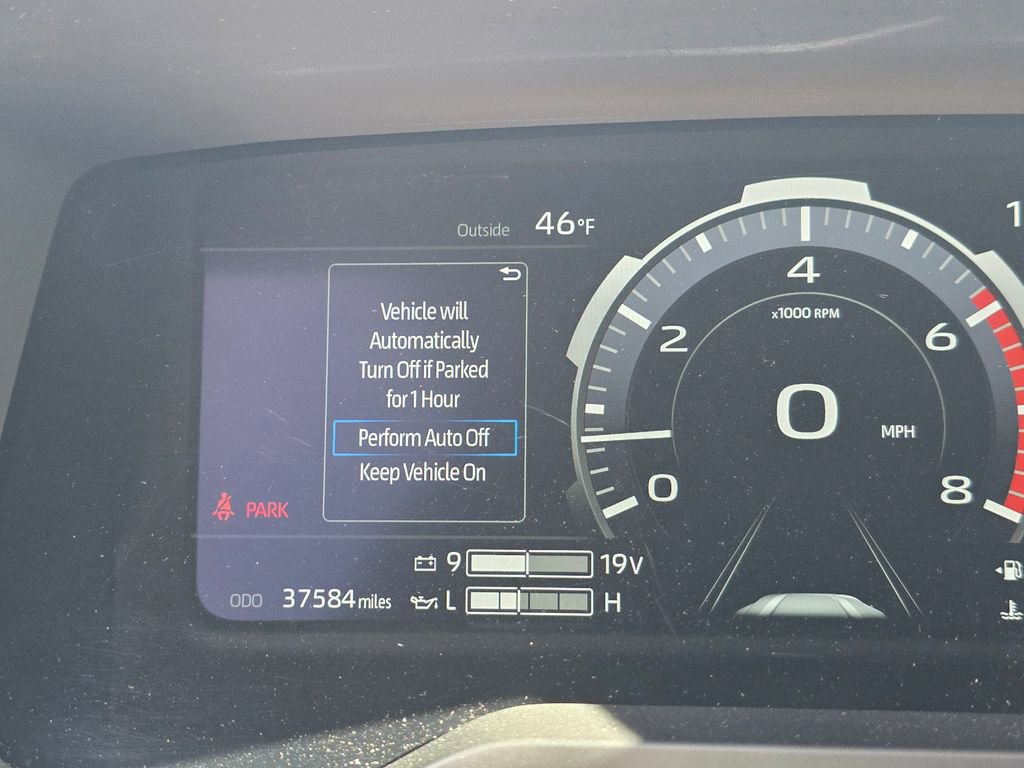 Outside 46°F
Vehicle will
Automatically
Turn Off if Parked
for 1 Hour
Perform Auto Off
Keep Vehicle On
PARK
9 19V
ODO 37584 miles
L H
4
x1000 RPM
2 6
0 MPH
0 8
1